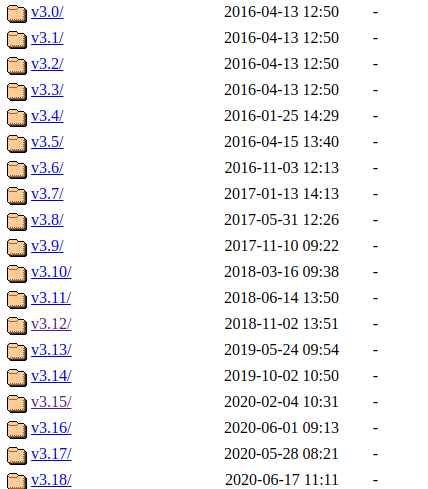 v3.0/ 2016-04-13 12:50 -
v3.1/ 2016-04-13 12:50 -
v3.2/ 2016-04-13 12:50 -
v3.3/ 2016-04-13 12:50 -
v3.4/ 2016-01-25 14:29 -
v3.5/ 2016-04-15 13:40 -
v3.6/ 2016-11-03 12:13 -
v3.7/ 2017-01-13 14:13 -
v3.8/ 2017-05-31 12:26 -
v3.9/ 2017-11-10 09:22 -
v3.10/ 2018-03-16 09:38 -
v3.11/ 2018-06-14 13:50 -
v3.12/ 2018-11-02 13:51 -
v3.13/ 2019-05-24 09:54 -
v3.14/ 2019-10-02 10:50 -
v3.15/ 2020-02-04 10:31 -
v3.16/ 2020-06-01 09:13 -
v3.17/ 2020-05-28 08:21 -
v3.18/ 2020-06-17 11:11 -